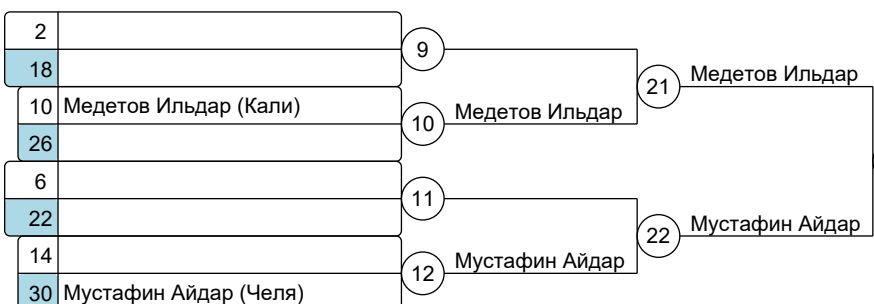 2
9
18
21 Медетов Ильдар
10 Медетов Ильдар (Кали)
10 Медетов Ильдар
26
6
11
22
22 Мустафин Айдар
14
12 Мустафин Айдар
30 Мустафин Айдар (Челя)